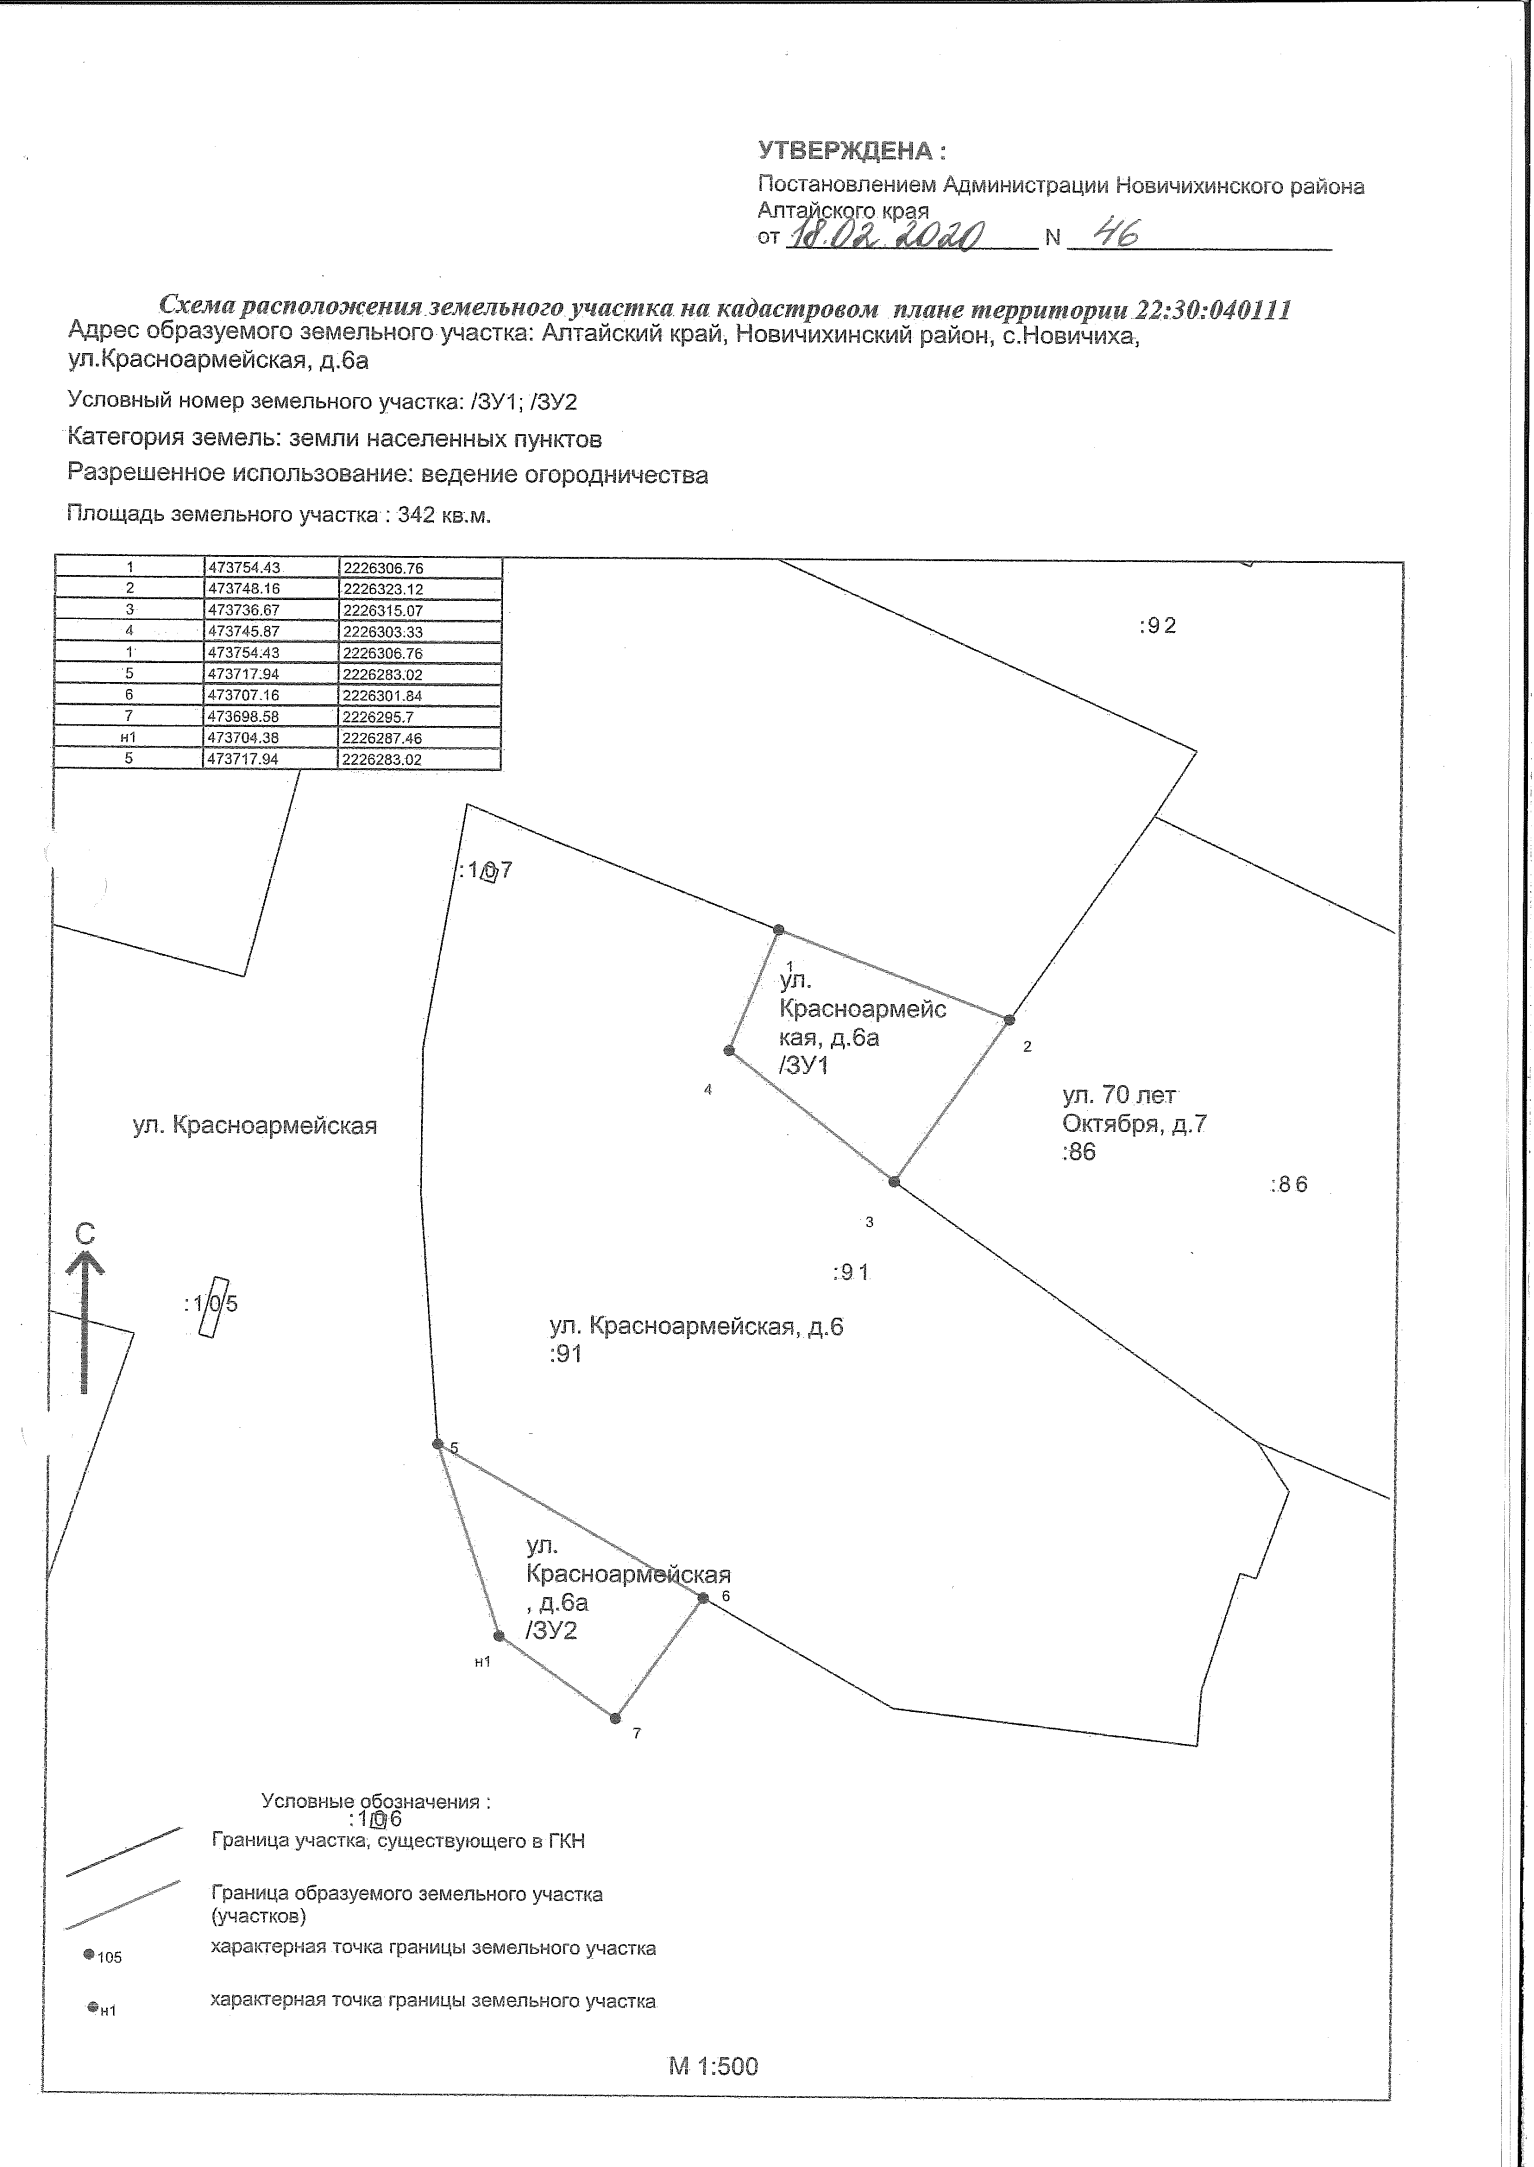 УТВЕРЖДЕНА :
Постановлением Администрации Новичихинского района
Алтайского края
от 18.02.2020 N 46
Схема расположения земельного участка на кадастровом плане территории 22:30:040111
Адрес образуемого земельного участка: Алтайский край, Новичихинский район, с.Новичиха,
ул.Красноармейская, д.6а
Условный номер земельного участка: /ЗУ1; /ЗУ2
Категория земель: земли населенных пунктов
Разрешенное использование: ведение огородничества
Площадь земельного участка : 342 кв.м.
1 473754.43 2226306.76
2 473748.16 2226323.12
3 473736.67 2226315.07
4 473745.87 2226303.33
1 473754.43 2226306.76
5 473717.94 2226283.02
6 473707.16 2226301.84
7 473698.58 2226295.7
н1 473704.38 2226287.46
5 473717.94 2226283.02
:92
:107
1
ул.
Красноармейс
кая, д.6а
/ЗУ1
2
4
ул. 70 лет
Октября, д.7
:86
:86
ул. Красноармейская
3
С
:91
:105
ул. Красноармейская, д.6
:91
5
ул.
Красноармейская
, д.6а
/ЗУ2
6
н1
7
Условные обозначения :
:106
Граница участка, существующего в ГКН
Граница образуемого земельного участка
(участков)
105 характерная точка границы земельного участка
н1 характерная точка границы земельного участка
М 1:500